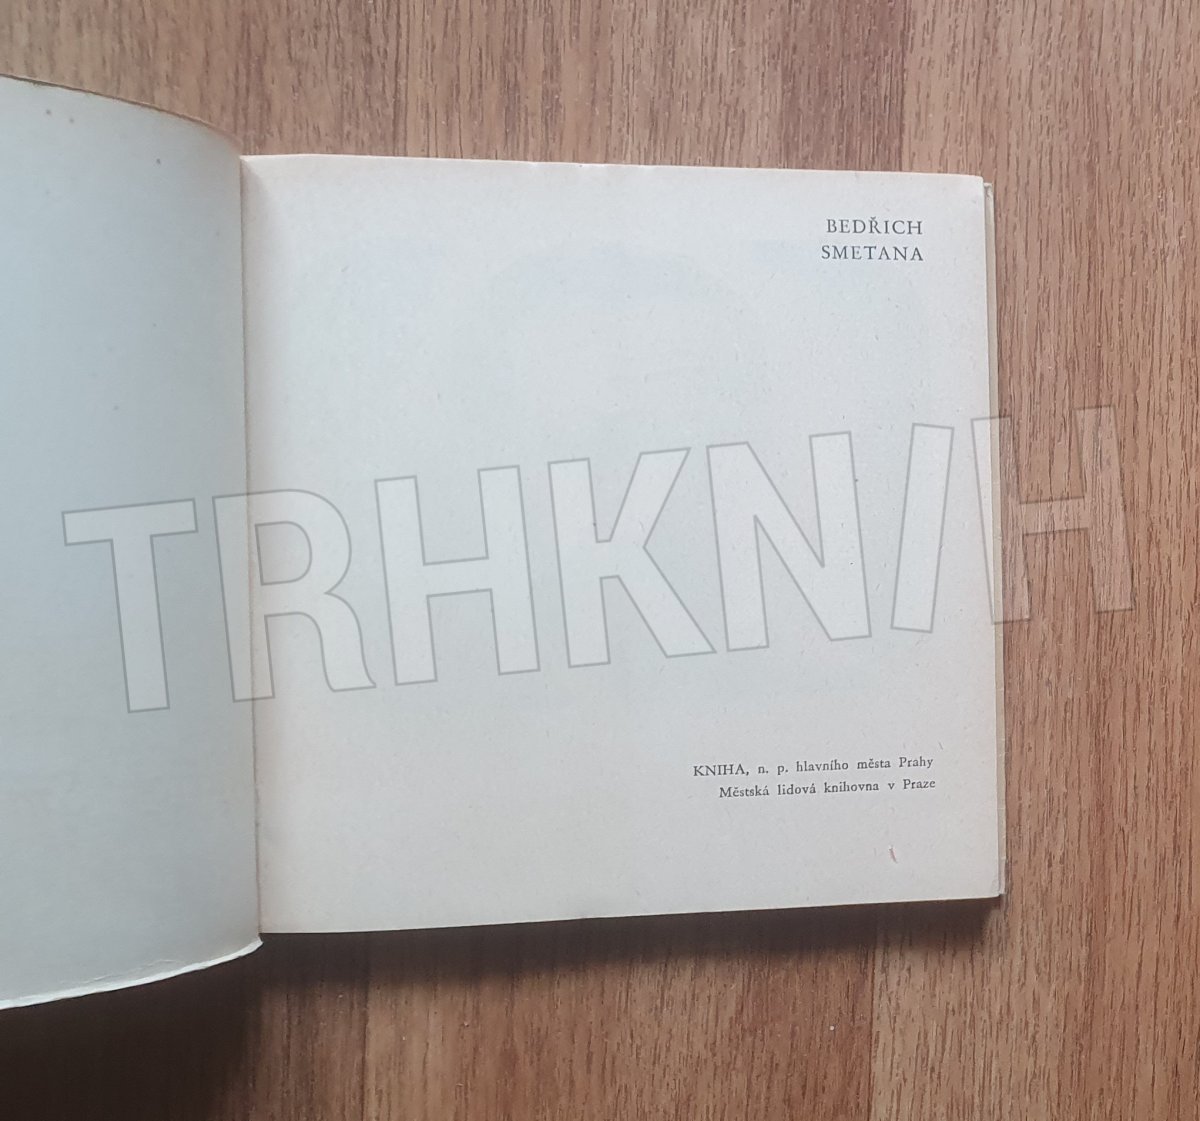 BEDŘICH
SMETANA
TRHKNIH
KNIHA, n. p. hlavního města Prahy
Městská lidová knihovna v Praze